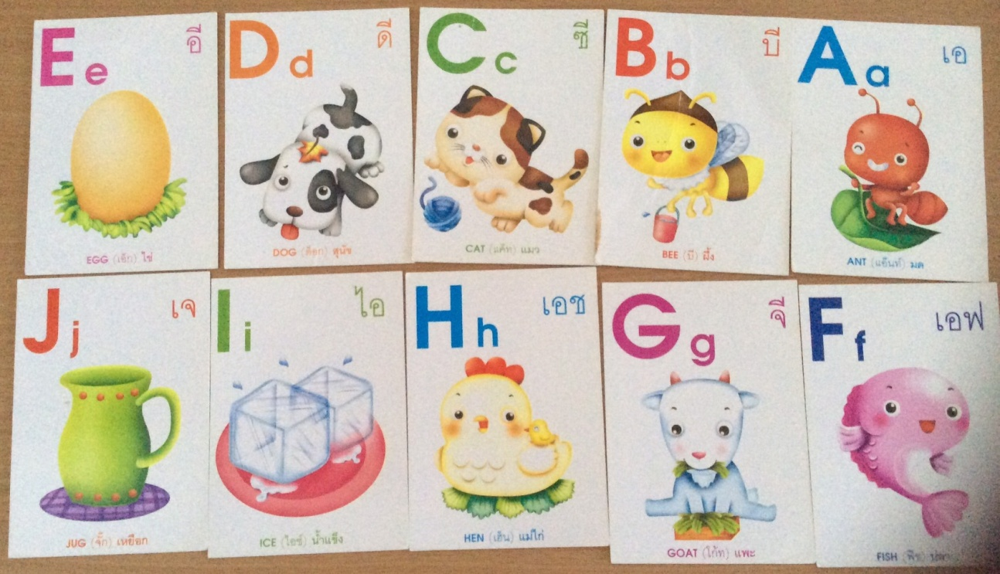 E e อี
EGG (เอ็ก) ไข่
D d ดี
DOG (ด็อก) สุนัข
C c ซี
CAT (แค็ท) แมว
B b บี
BEE (บี) ผึ้ง
A a เอ
ANT (แอ็นท์) มด
J j เจ
JUG (จั๊ก) เหยือก
I i ไอ
ICE (ไอซ์) น้ำแข็ง
H h เอช
HEN (เฮ็น) แม่ไก่
G g จี
GOAT (โก้ท) แพะ
F f เอฟ
FISH (ฟิช) ปลา